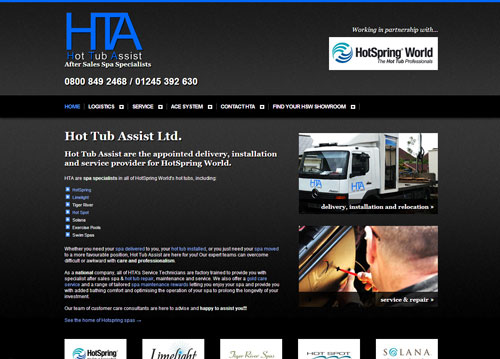 HTA
Hot Tub Assist
After Sales Spa Specialists
0800 849 2468 / 01245 392 630
Working in partnership with...
HotSpring World
The Hot Tub Professionals
HOME
LOGISTICS
SERVICE
ACE SYSTEM
CONTACT HTA
FIND YOUR HSW SHOWROOM
Hot Tub Assist Ltd.
Hot Tub Assist are the appointed delivery, installation
and service provider for HotSpring World.
HTA are spa specialists in all of HotSpring World's hot tubs, including:
HotSpring
Limelight
Tiger River
Hot Spot
Solana
Exercise Pools
Swim Spas
Whether you need your spa delivered to you, your hot tub installed, or you just need your spa moved
to a more favourable position, Hot Tub Assist are here for you! Our expert teams can overcome
difficult or awkward with care and professionalism.
As a national company, all of HTA's Service Technicians are factory trained to provide you with
specialist after sales spa & hot tub repair, maintenance and service. We also offer a gold care
service and a range of tailored spa maintenance rewards letting you enjoy your spa and provide you
with added bathing comfort and optimising the operation of your spa to prolong the longevity of your
investment.
Our team of customer care consultants are here to advise and happy to assist you!!!
See the home of Hotspring spas →
HTA
delivery, installation and relocation »
service & repair »
HotSpring
Limelight
Tiger River Spas
HOT SPOT
SOLANA